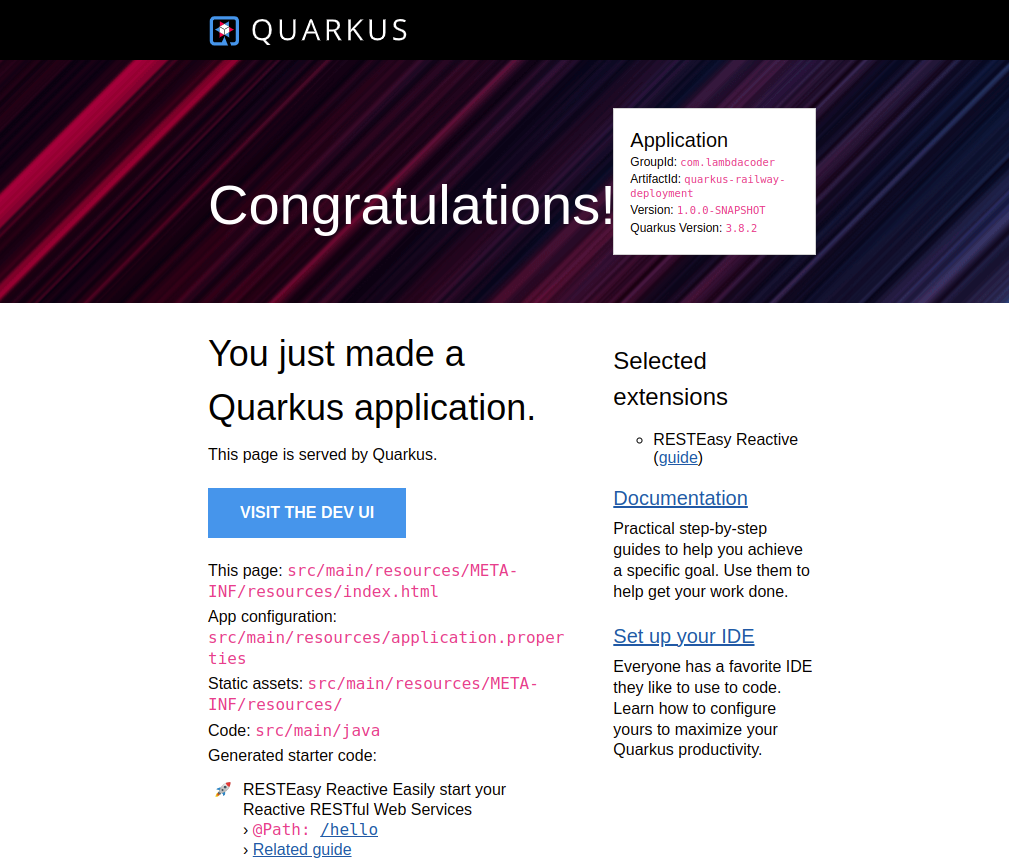 QUARKUS
Congratulations!
Application
GroupId: com.lambdacoder
ArtifactId: quarkus-railway-
deployment
Version: 1.0.0-SNAPSHOT
Quarkus Version: 3.8.2
You just made a
Quarkus application.
This page is served by Quarkus.
VISIT THE DEV UI
This page: src/main/resources/META-
INF/resources/index.html
App configuration:
src/main/resources/application.proper
ties
Static assets: src/main/resources/META-
INF/resources/
Code: src/main/java
Generated starter code:
🚀 RESTEasy Reactive Easily start your
Reactive RESTful Web Services
› @Path: /hello
› Related guide
Selected
extensions
◦ RESTEasy Reactive
(guide)
Documentation
Practical step-by-step
guides to help you achieve
a specific goal. Use them to
help get your work done.
Set up your IDE
Everyone has a favorite IDE
they like to use to code.
Learn how to configure
yours to maximize your
Quarkus productivity.